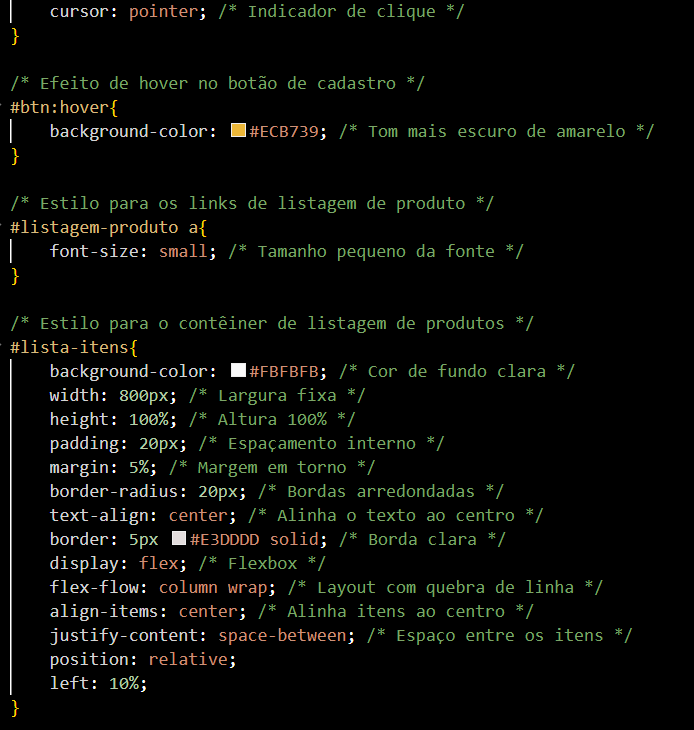 cursor: pointer; /* Indicador de clique */
}
/* Efeito de hover no botão de cadastro */
#btn:hover{
background-color: #ECB739; /* Tom mais escuro de amarelo */
}
/* Estilo para os links de listagem de produto */
#listagem-produto a{
font-size: small; /* Tamanho pequeno da fonte */
}
/* Estilo para o contêiner de listagem de produtos */
#lista-itens{
background-color: #FBFBFB; /* Cor de fundo clara */
width: 800px; /* Largura fixa */
height: 100%; /* Altura 100% */
padding: 20px; /* Espaçamento interno */
margin: 5%; /* Margem em torno */
border-radius: 20px; /* Bordas arredondadas */
text-align: center; /* Alinha o texto ao centro */
border: 5px #E3DDDD solid; /* Borda clara */
display: flex; /* Flexbox */
flex-flow: column wrap; /* Layout com quebra de linha */
align-items: center; /* Alinha itens ao centro */
justify-content: space-between; /* Espaço entre os itens */
position: relative;
left: 10%;
}